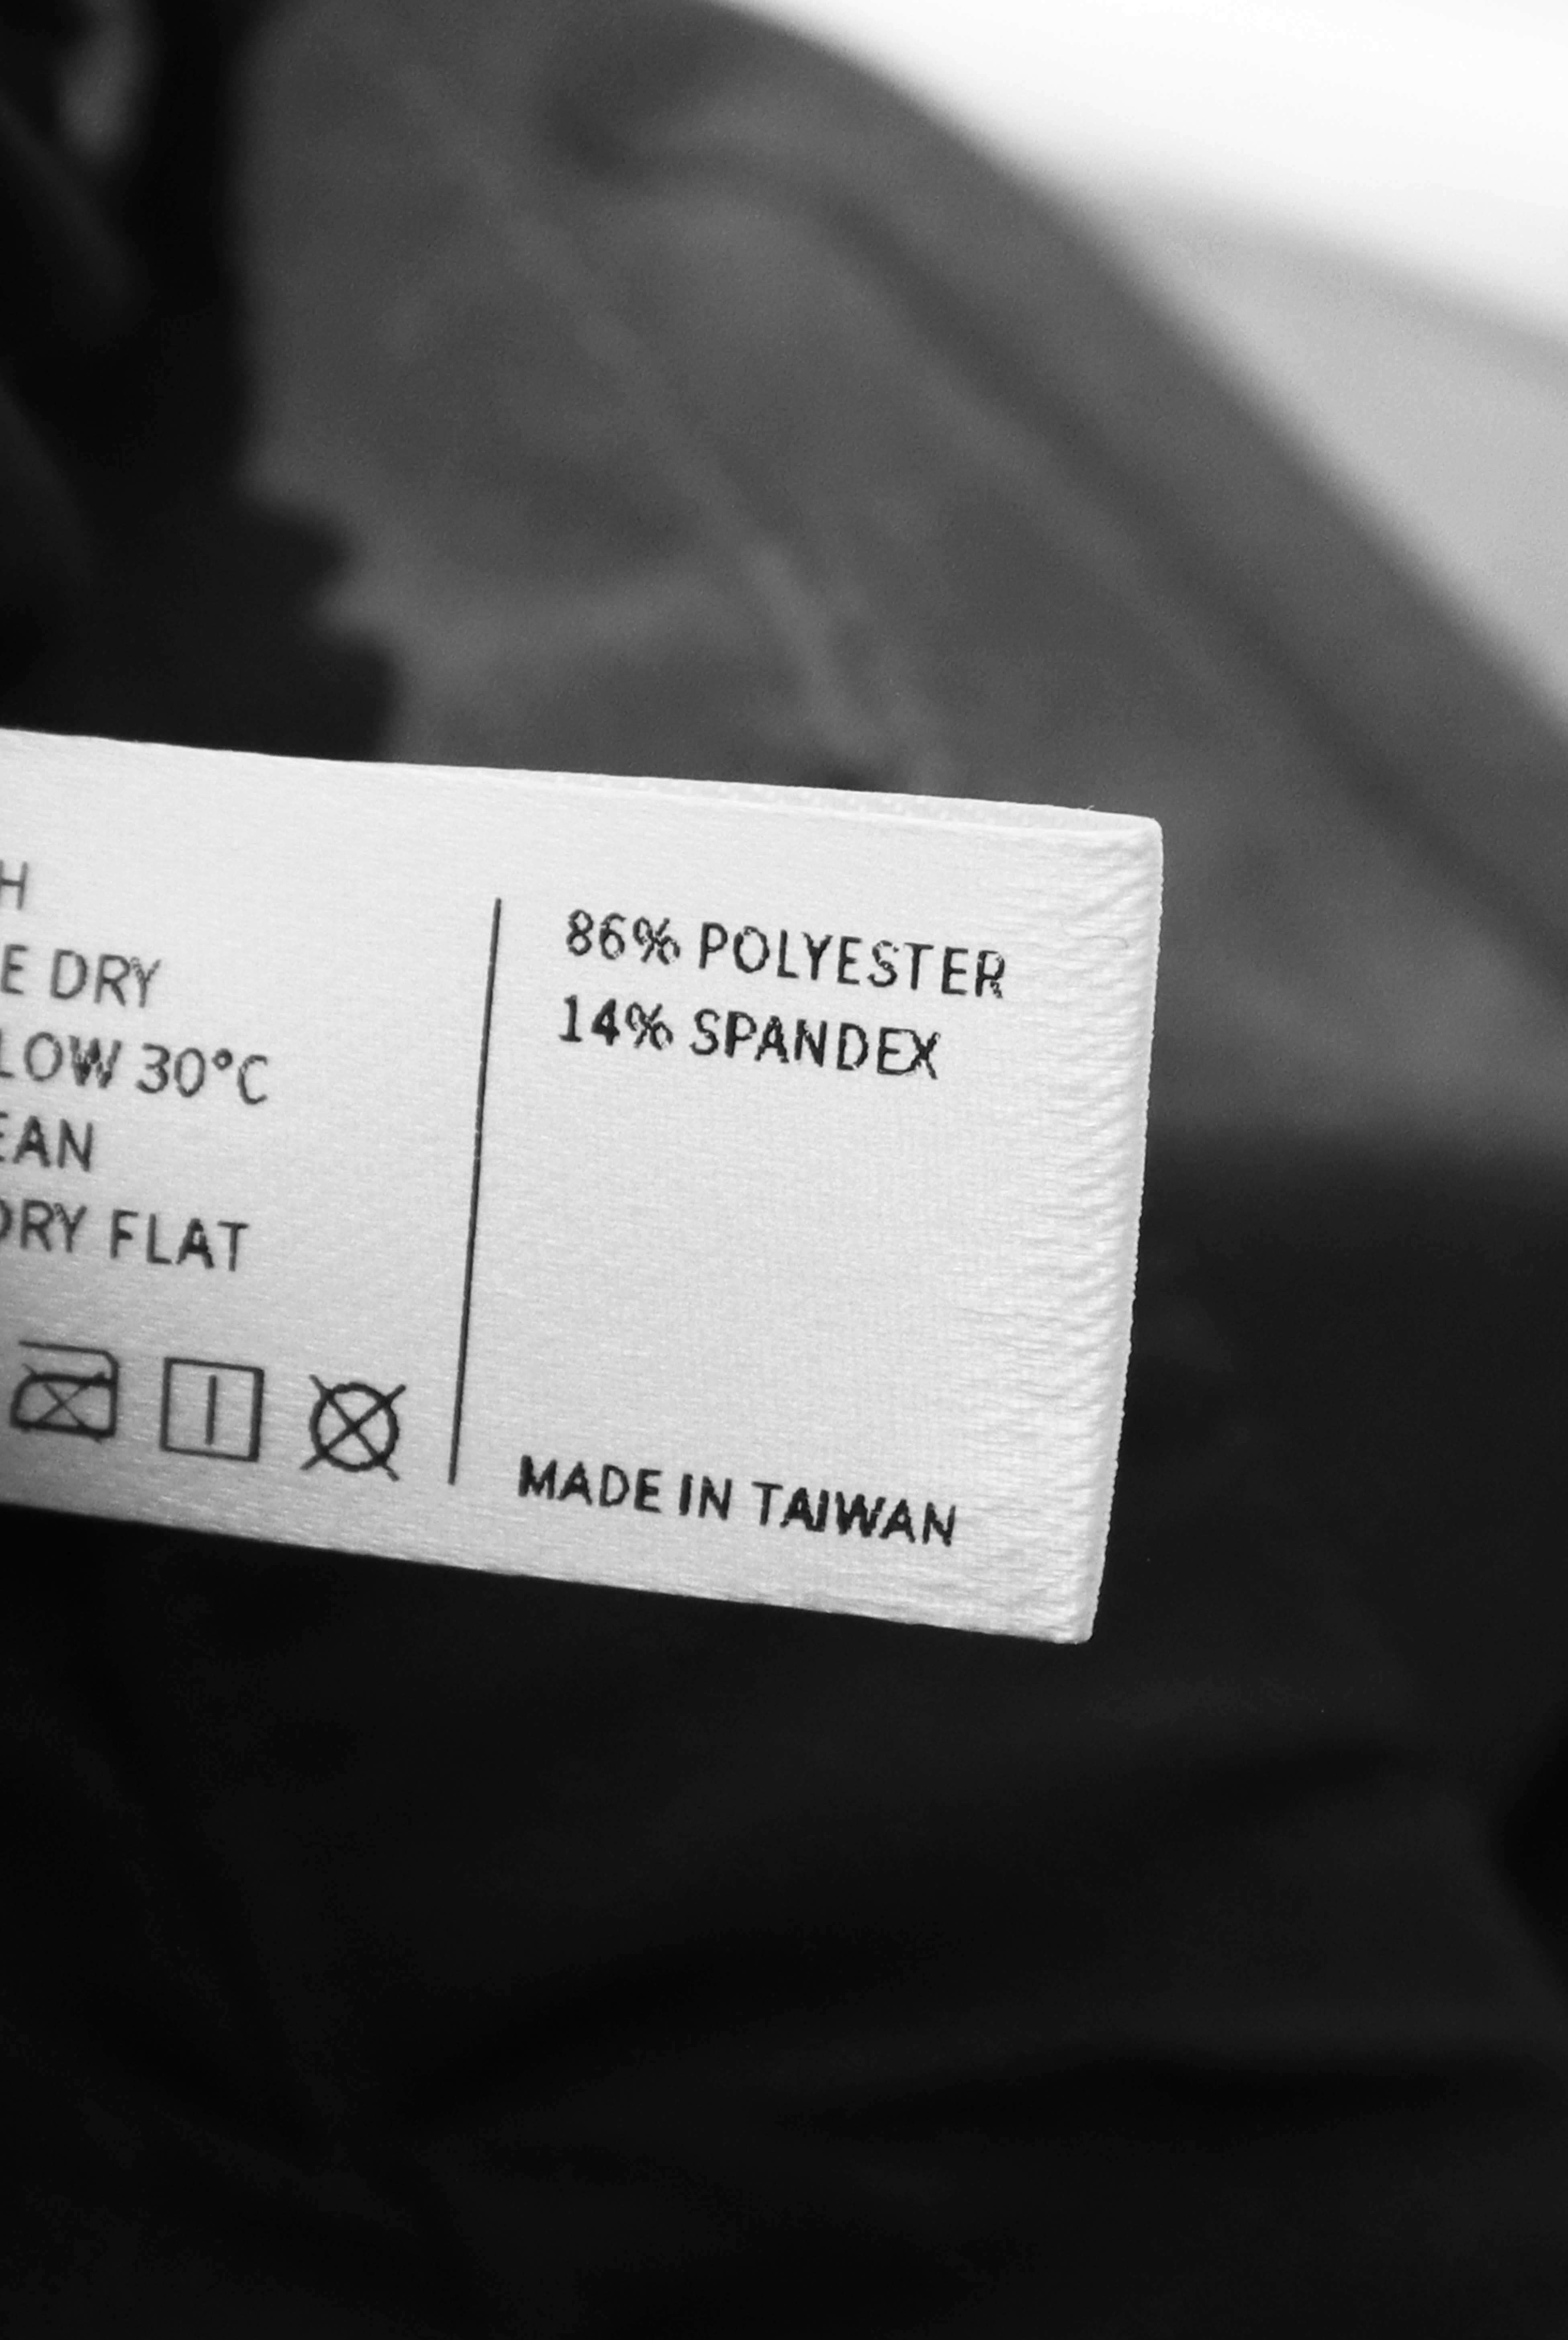 H
E DRY
LOW 30°C
EAN
DRY FLAT
86% POLYESTER
14% SPANDEX
MADE IN TAIWAN